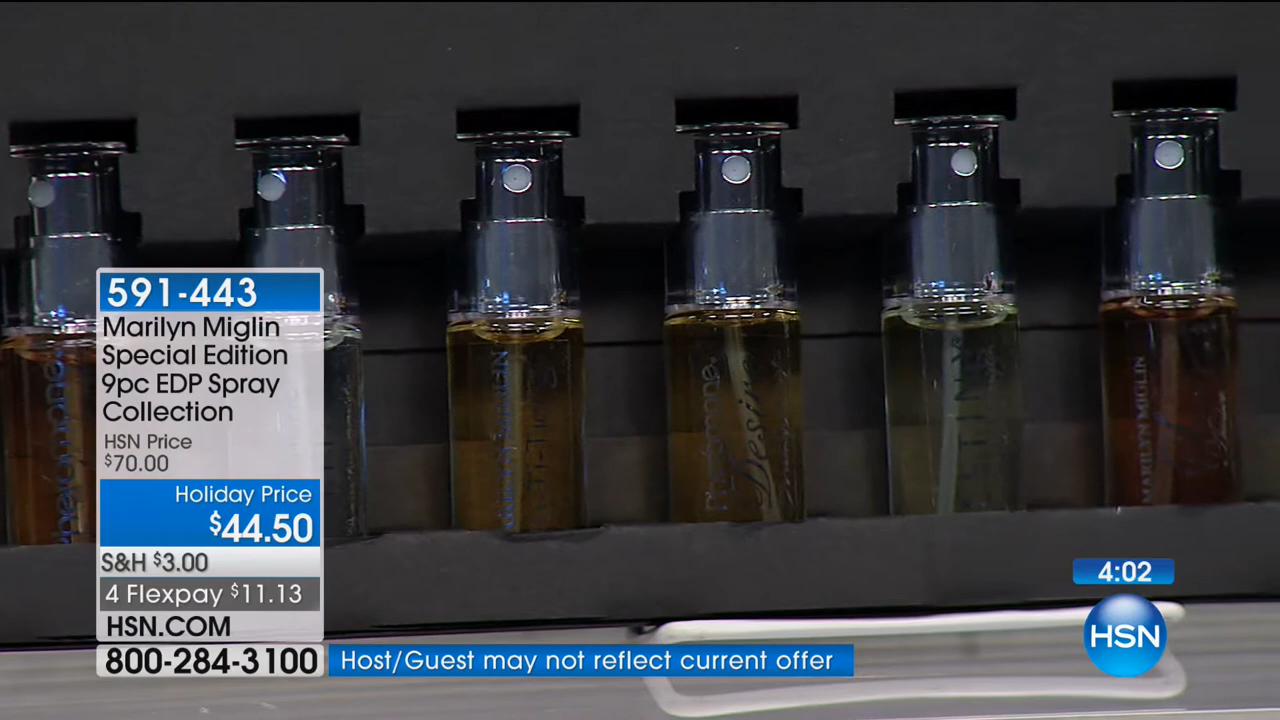 591-443
Marilyn Miglin
Special Edition
9pc EDP Spray
Collection
HSN Price
$70.00
Holiday Price
$44.50
S&H $3.00
4 Flexpay $11.13
HSN.COM
800-284-3100
Host/Guest may not reflect current offer
4:02
HSN
Pheromone
Pheromone
Desire
MARILYN MIGLIN